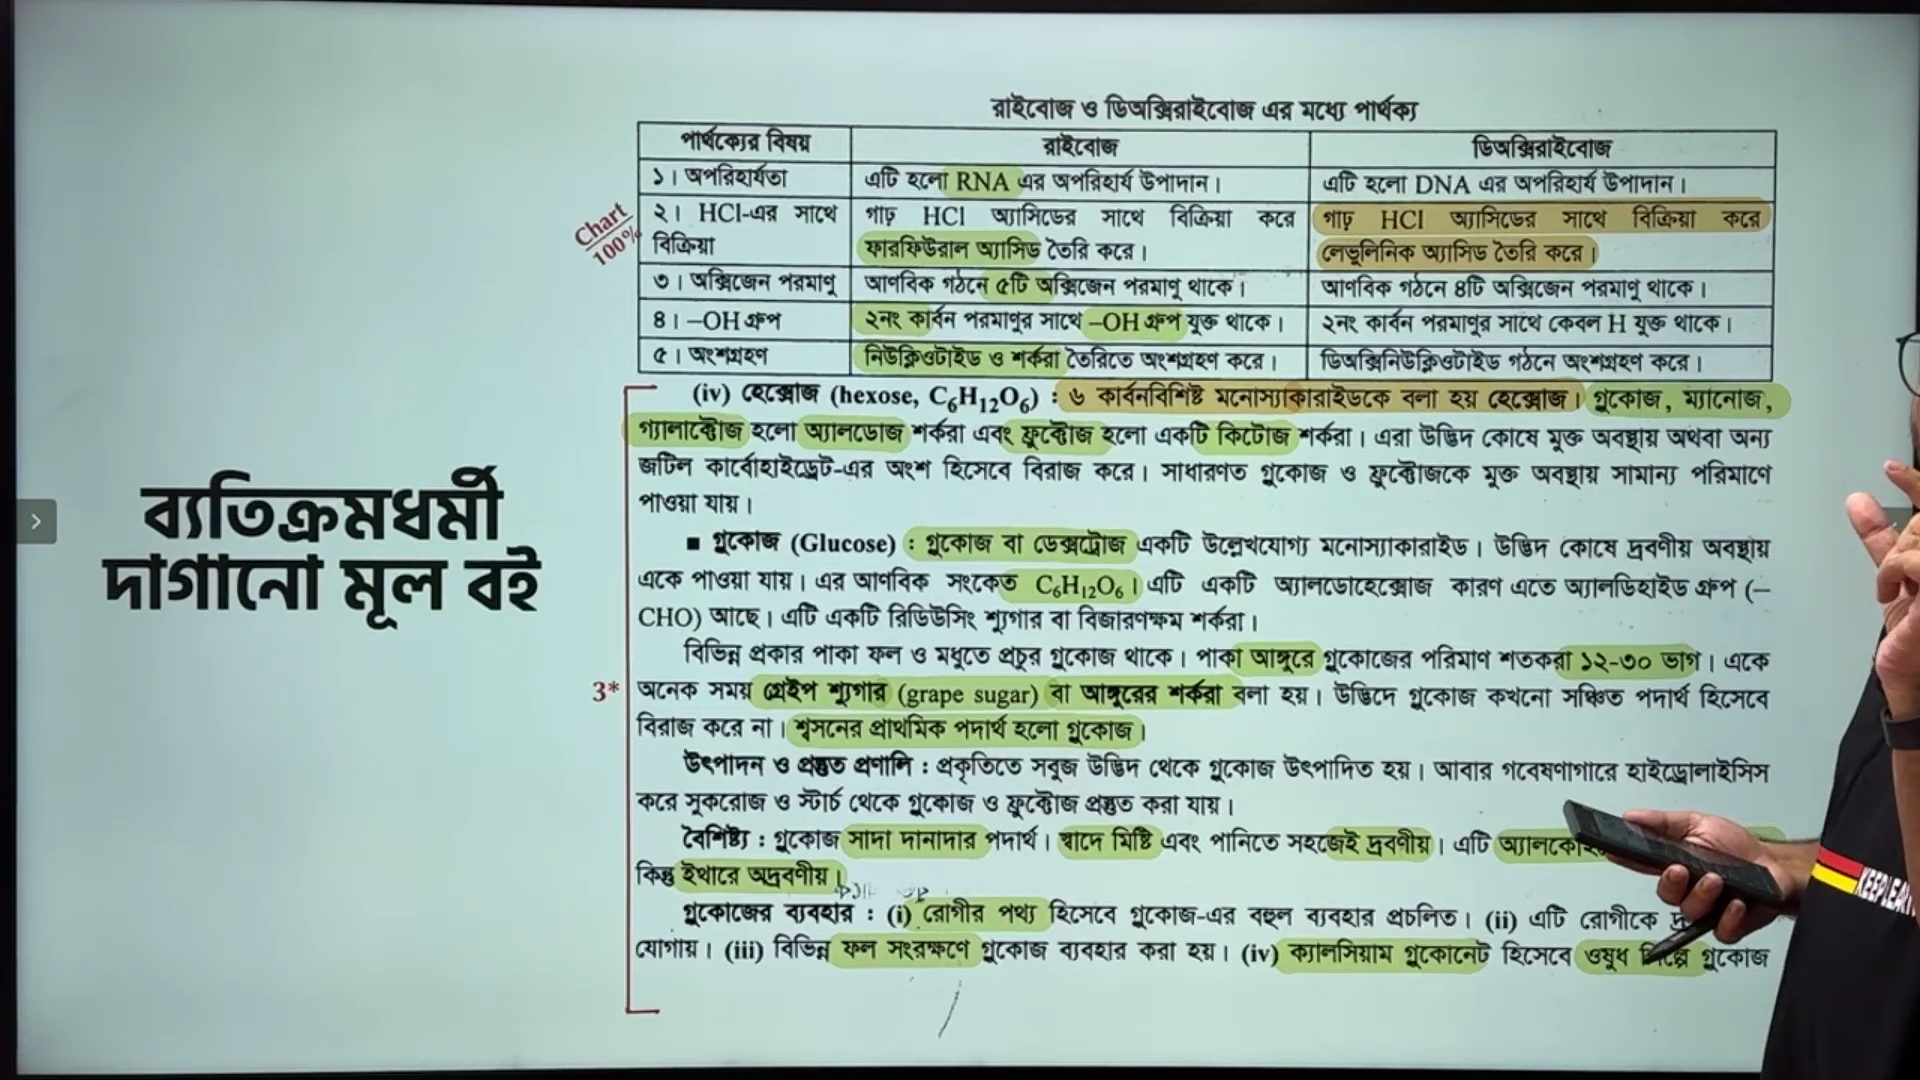 রাইবোজ ও ডিঅক্সিরাইবোজ এর মধ্যে পার্থক্য
পার্থক্যের বিষয় রাইবোজ ডিঅক্সিরাইবোজ
১। অপরিহার্যতা এটি হলো RNA এর অপরিহার্য উপাদান। এটি হলো DNA এর অপরিহার্য উপাদান।
২। HCl-এর সাথে গাঢ় HCl অ্যাসিডের সাথে বিক্রিয়া করে গাঢ় HCl অ্যাসিডের সাথে বিক্রিয়া করে
বিক্রিয়া ফারফিউরাল অ্যাসিড তৈরি করে। লেভুলিনিক অ্যাসিড তৈরি করে।
Chart
100%
৩। অক্সিজেন পরমাণু আণবিক গঠনে ৫টি অক্সিজেন পরমাণু থাকে। আণবিক গঠনে ৪টি অক্সিজেন পরমাণু থাকে।
৪। –OH গ্রুপ ২নং কার্বন পরমাণুর সাথে –OH গ্রুপ যুক্ত থাকে। ২নং কার্বন পরমাণুর সাথে কেবল H যুক্ত থাকে।
৫। অংশগ্রহণ নিউক্লিওটাইড ও শর্করা তৈরিতে অংশগ্রহণ করে। ডিঅক্সিনিউক্লিওটাইড গঠনে অংশগ্রহণ করে।
(iv) হেক্সোজ (hexose, C₆H₁₂O₆) : ৬ কার্বনবিশিষ্ট মনোস্যাকারাইডকে বলা হয় হেক্সোজ। গ্লুকোজ, ম্যানোজ,
গ্যালাক্টোজ হলো অ্যালডোজ শর্করা এবং ফ্রুক্টোজ হলো একটি কিটোজ শর্করা। এরা উদ্ভিদ কোষে মুক্ত অবস্থায় অথবা অন্য
জটিল কার্বোহাইড্রেট-এর অংশ হিসেবে বিরাজ করে। সাধারণত গ্লুকোজ ও ফ্রুক্টোজকে মুক্ত অবস্থায় সামান্য পরিমাণে
পাওয়া যায়।
ব্যতিক্রমধর্মী
দাগানো মূল বই
■ গ্লুকোজ (Glucose) : গ্লুকোজ বা ডেক্সট্রোজ একটি উল্লেখযোগ্য মনোস্যাকারাইড। উদ্ভিদ কোষে দ্রবণীয় অবস্থায়
একে পাওয়া যায়। এর আণবিক সংকেত C₆H₁₂O₆। এটি একটি অ্যালডোহেক্সোজ কারণ এতে অ্যালডিহাইড গ্রুপ (–
CHO) আছে। এটি একটি রিডিউসিং শ্যুগার বা বিজারণক্ষম শর্করা।
বিভিন্ন প্রকার পাকা ফল ও মধুতে প্রচুর গ্লুকোজ থাকে। পাকা আঙ্গুরে গ্লুকোজের পরিমাণ শতকরা ১২-৩০ ভাগ। একে
3* অনেক সময় গ্রেইপ শ্যুগার (grape sugar) বা আঙ্গুরের শর্করা বলা হয়। উদ্ভিদে গ্লুকোজ কখনো সঞ্চিত পদার্থ হিসেবে
বিরাজ করে না। শ্বসনের প্রাথমিক পদার্থ হলো গ্লুকোজ।
উৎপাদন ও প্রস্তুত প্রণালি : প্রকৃতিতে সবুজ উদ্ভিদ থেকে গ্লুকোজ উৎপাদিত হয়। আবার গবেষণাগারে হাইড্রোলাইসিস
করে সুকরোজ ও স্টার্চ থেকে গ্লুকোজ ও ফ্রুক্টোজ প্রস্তুত করা যায়।
বৈশিষ্ট্য : গ্লুকোজ সাদা দানাদার পদার্থ। স্বাদে মিষ্টি এবং পানিতে সহজেই দ্রবণীয়। এটি
কিন্তু ইথারে অদ্রবণীয়।
গ্লুকোজের ব্যবহার : (i) রোগীর পথ্য হিসেবে গ্লুকোজ-এর বহুল ব্যবহার প্রচলিত। (ii) এটি রোগীকে
যোগায়। (iii) বিভিন্ন ফল সংরক্ষণে গ্লুকোজ ব্যবহার করা হয়। (iv) ক্যালসিয়াম গ্লুকোনেট হিসেবে ওষুধ শিল্পে গ্লুকোজ